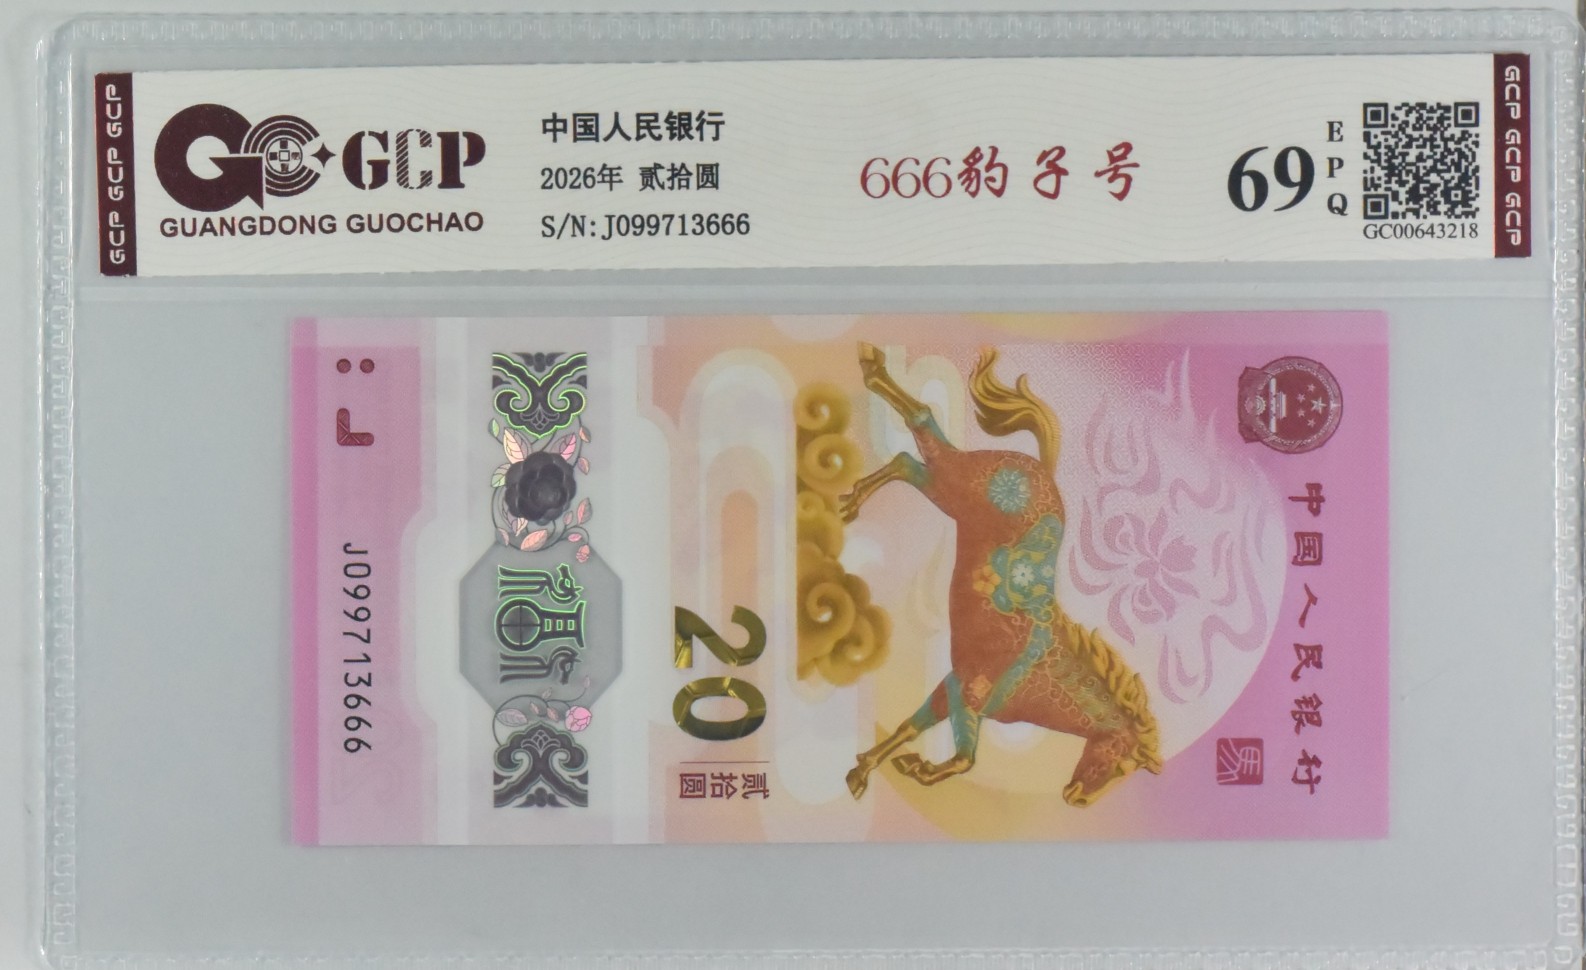 GCP GCP GCP
GCP
GUANGDONG GUOCHAO
中国人民银行
2026年 贰拾圆
S/N:J099713666
666豹子号
69
EPQ
GC00643218
GCP GCP GCP
J099713666
20
贰拾圆
中国人民银行